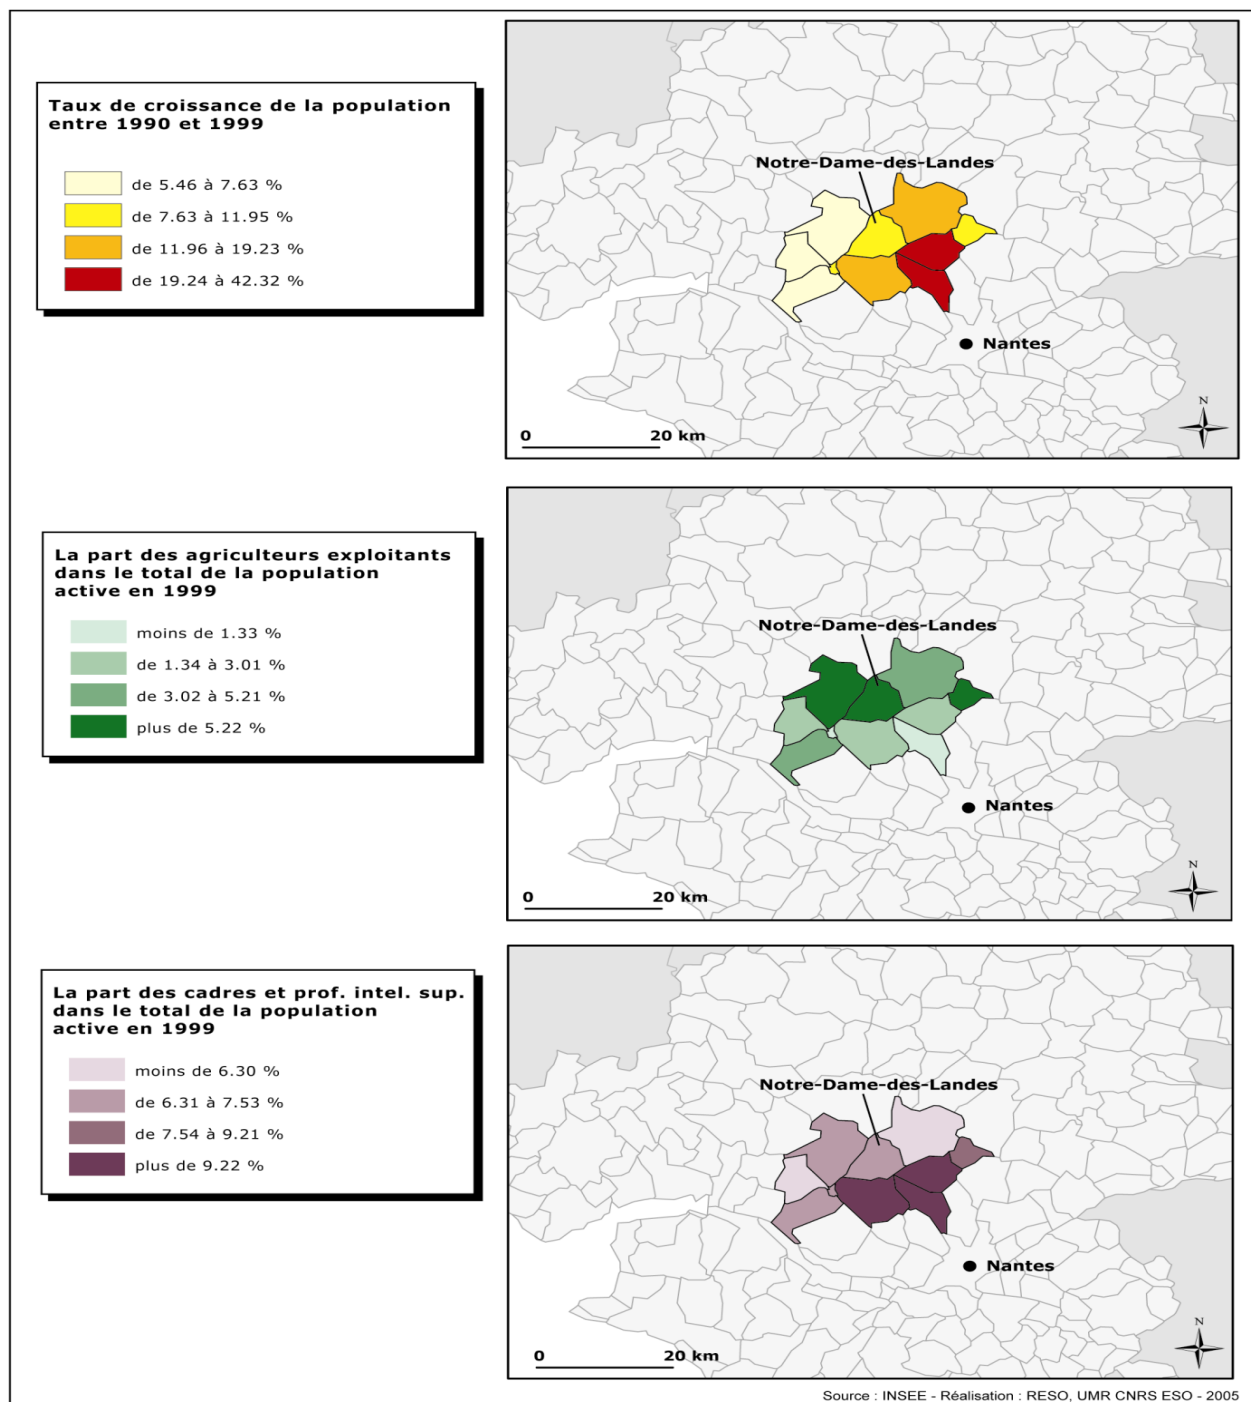 Taux de croissance de la population
entre 1990 et 1999
de 5.46 à 7.63 %
de 7.63 à 11.95 %
de 11.96 à 19.23 %
de 19.24 à 42.32 %
Notre-Dame-des-Landes
Nantes
0 20 km
N
La part des agriculteurs exploitants
dans le total de la population
active en 1999
moins de 1.33 %
de 1.34 à 3.01 %
de 3.02 à 5.21 %
plus de 5.22 %
Notre-Dame-des-Landes
Nantes
0 20 km
N
La part des cadres et prof. intel. sup.
dans le total de la population
active en 1999
moins de 6.30 %
de 6.31 à 7.53 %
de 7.54 à 9.21 %
plus de 9.22 %
Notre-Dame-des-Landes
Nantes
0 20 km
N
Source : INSEE - Réalisation : RESO, UMR CNRS ESO - 2005